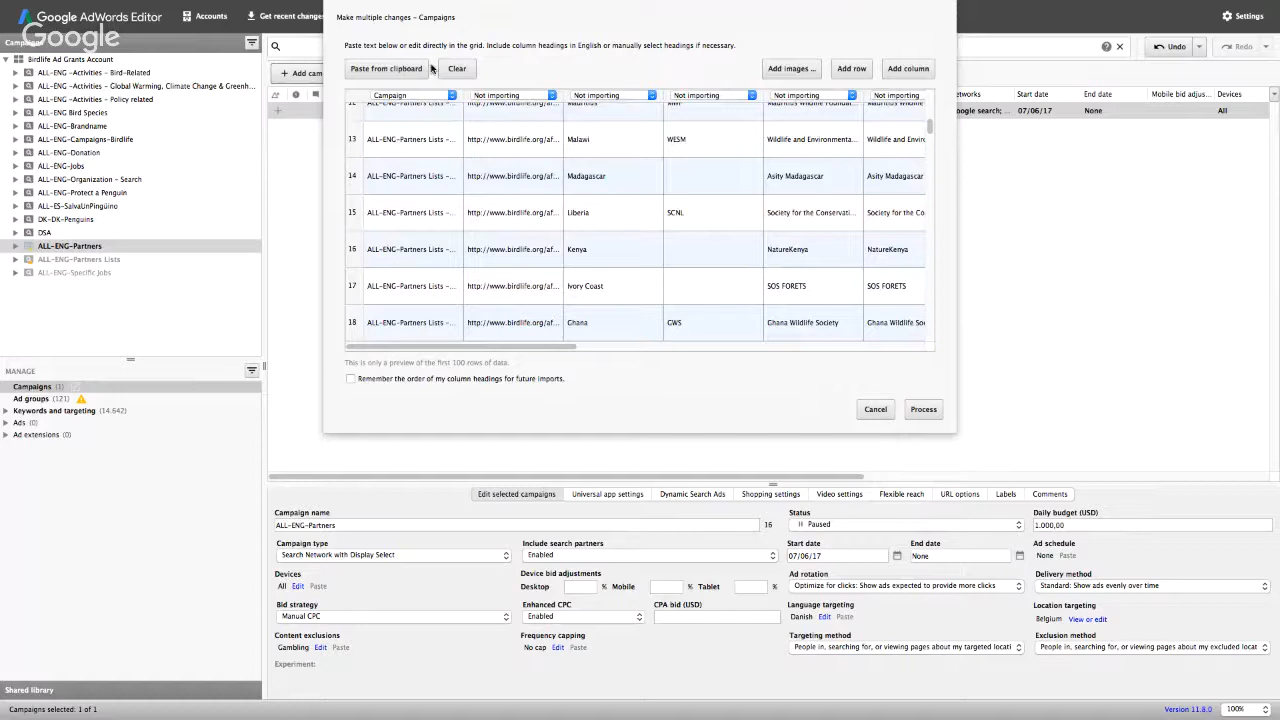 Google AdWords Editor
Accounts
Get recent changes
Settings
Google
Make multiple changes - Campaigns
Paste text below or edit directly in the grid. Include column headings in English or manually select headings if necessary.
Paste from clipboard
Clear
Add images ...
Add row
Add column
Undo
Redo
Birdlife Ad Grants Account
ALL-ENG -Activities - Bird-Related
ALL-ENG -Activities - Global Warming, Climate Change & Greenh...
ALL-ENG -Activities - Policy related
ALL-ENG Bird Species
ALL-ENG-Brandname
ALL-ENG-Campaigns-Birdlife
ALL-ENG-Donation
ALL-ENG-Jobs
ALL-ENG-Organization - Search
ALL-ENG-Protect a Penguin
ALL-ES-SalvaUnPingüino
DK-DK-Penguins
DSA
ALL-ENG-Partners
ALL-ENG-Partners Lists
ALL-ENG-Specific Jobs
Start date
End date
Mobile bid adjus...
Devices
Google search; ...
07/06/17
None
All
Campaign
Not importing
Not importing
Not importing
Not importing
Not importing
13 ALL-ENG-Partners Lists -... http://www.birdlife.org/af... Malawi WESM Wildlife and Environmenta... Wildlife and Enviro
14 ALL-ENG-Partners Lists -... http://www.birdlife.org/af... Madagascar Asity Madagascar Asity Madagascar
15 ALL-ENG-Partners Lists -... http://www.birdlife.org/af... Liberia SCNL Society for the Conservati... Society for the Co
16 ALL-ENG-Partners Lists -... http://www.birdlife.org/af... Kenya NatureKenya NatureKenya
17 ALL-ENG-Partners Lists -... http://www.birdlife.org/af... Ivory Coast SOS FORETS SOS FORETS
18 ALL-ENG-Partners Lists -... http://www.birdlife.org/af... Ghana GWS Ghana Wildlife Society Ghana Wildlife So
This is only a preview of the first 100 rows of data.
Remember the order of my column headings for future imports.
Cancel
Process
MANAGE
Campaigns (1)
Ad groups (121)
Keywords and targeting (14.642)
Ads (0)
Ad extensions (0)
Edit selected campaigns
Universal app settings
Dynamic Search Ads
Shopping settings
Video settings
Flexible reach
URL options
Labels
Comments
Campaign name
ALL-ENG-Partners
16
Status
Paused
Daily budget (USD)
1.000,00
Campaign type
Search Network with Display Select
Include search partners
Enabled
Start date
07/06/17
End date
None
Ad schedule
None Paste
Devices
All Edit Paste
Device bid adjustments
Desktop % Mobile % Tablet %
Ad rotation
Optimize for clicks: Show ads expected to provide more clicks
Delivery method
Standard: Show ads evenly over time
Bid strategy
Manual CPC
Enhanced CPC
Enabled
CPA bid (USD)
Language targeting
Danish Edit Paste
Location targeting
Belgium View or edit
Content exclusions
Gambling Edit Paste
Frequency capping
No cap Edit Paste
Targeting method
People in, searching for, or viewing pages about my targeted locati
Exclusion method
People in, searching for, or viewing pages about my excluded locat
Experiment:
Shared library
Campaigns selected: 1 of 1
Version 11.8.0
100%